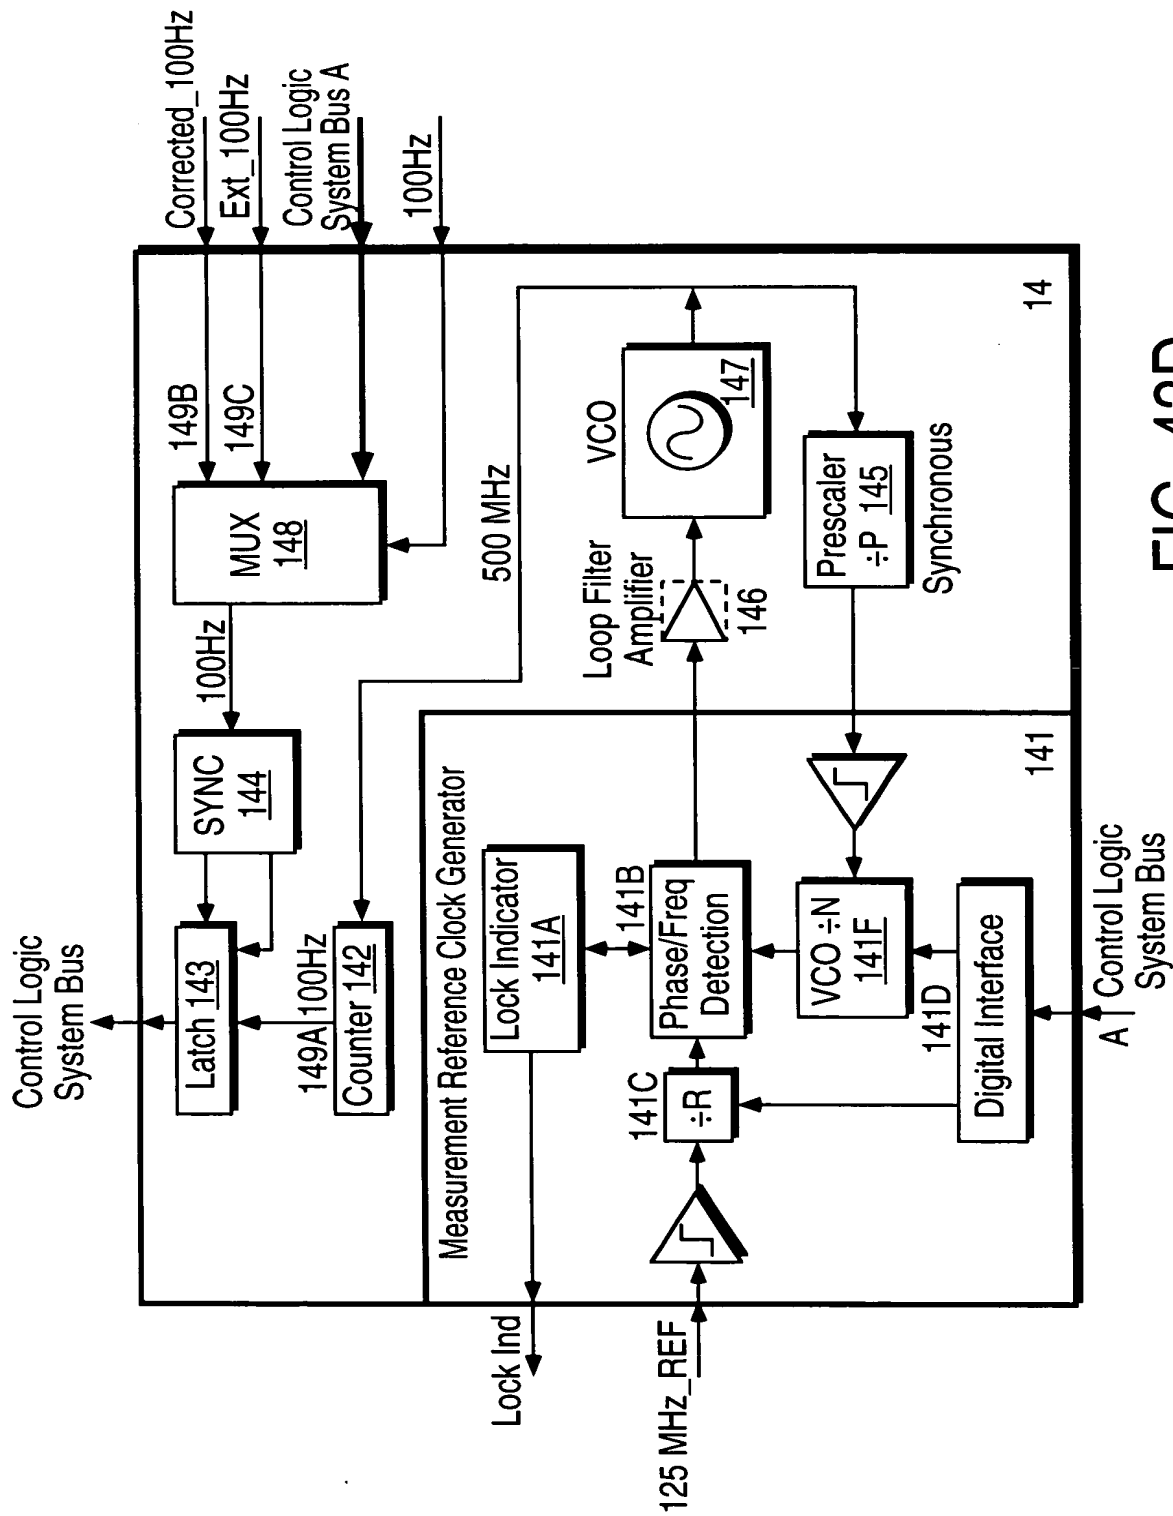 Corrected_100Hz
Ext_100Hz
Control Logic
System Bus A
100Hz
149B
149C
MUX
148
100Hz
SYNC
144
Control Logic
System Bus
Latch 143
149A
100Hz
Counter 142
500 MHz
14
VCO
147
Loop Filter
Amplifier
146
Prescaler
÷P 145
Synchronous
Measurement Reference Clock Generator
141
Lock Indicator
141A
141B
Phase/Freq
Detection
141C
÷R
VCO ÷N
141F
141D
Digital Interface
Control Logic
System Bus
A
Lock Ind
125 MHz_REF